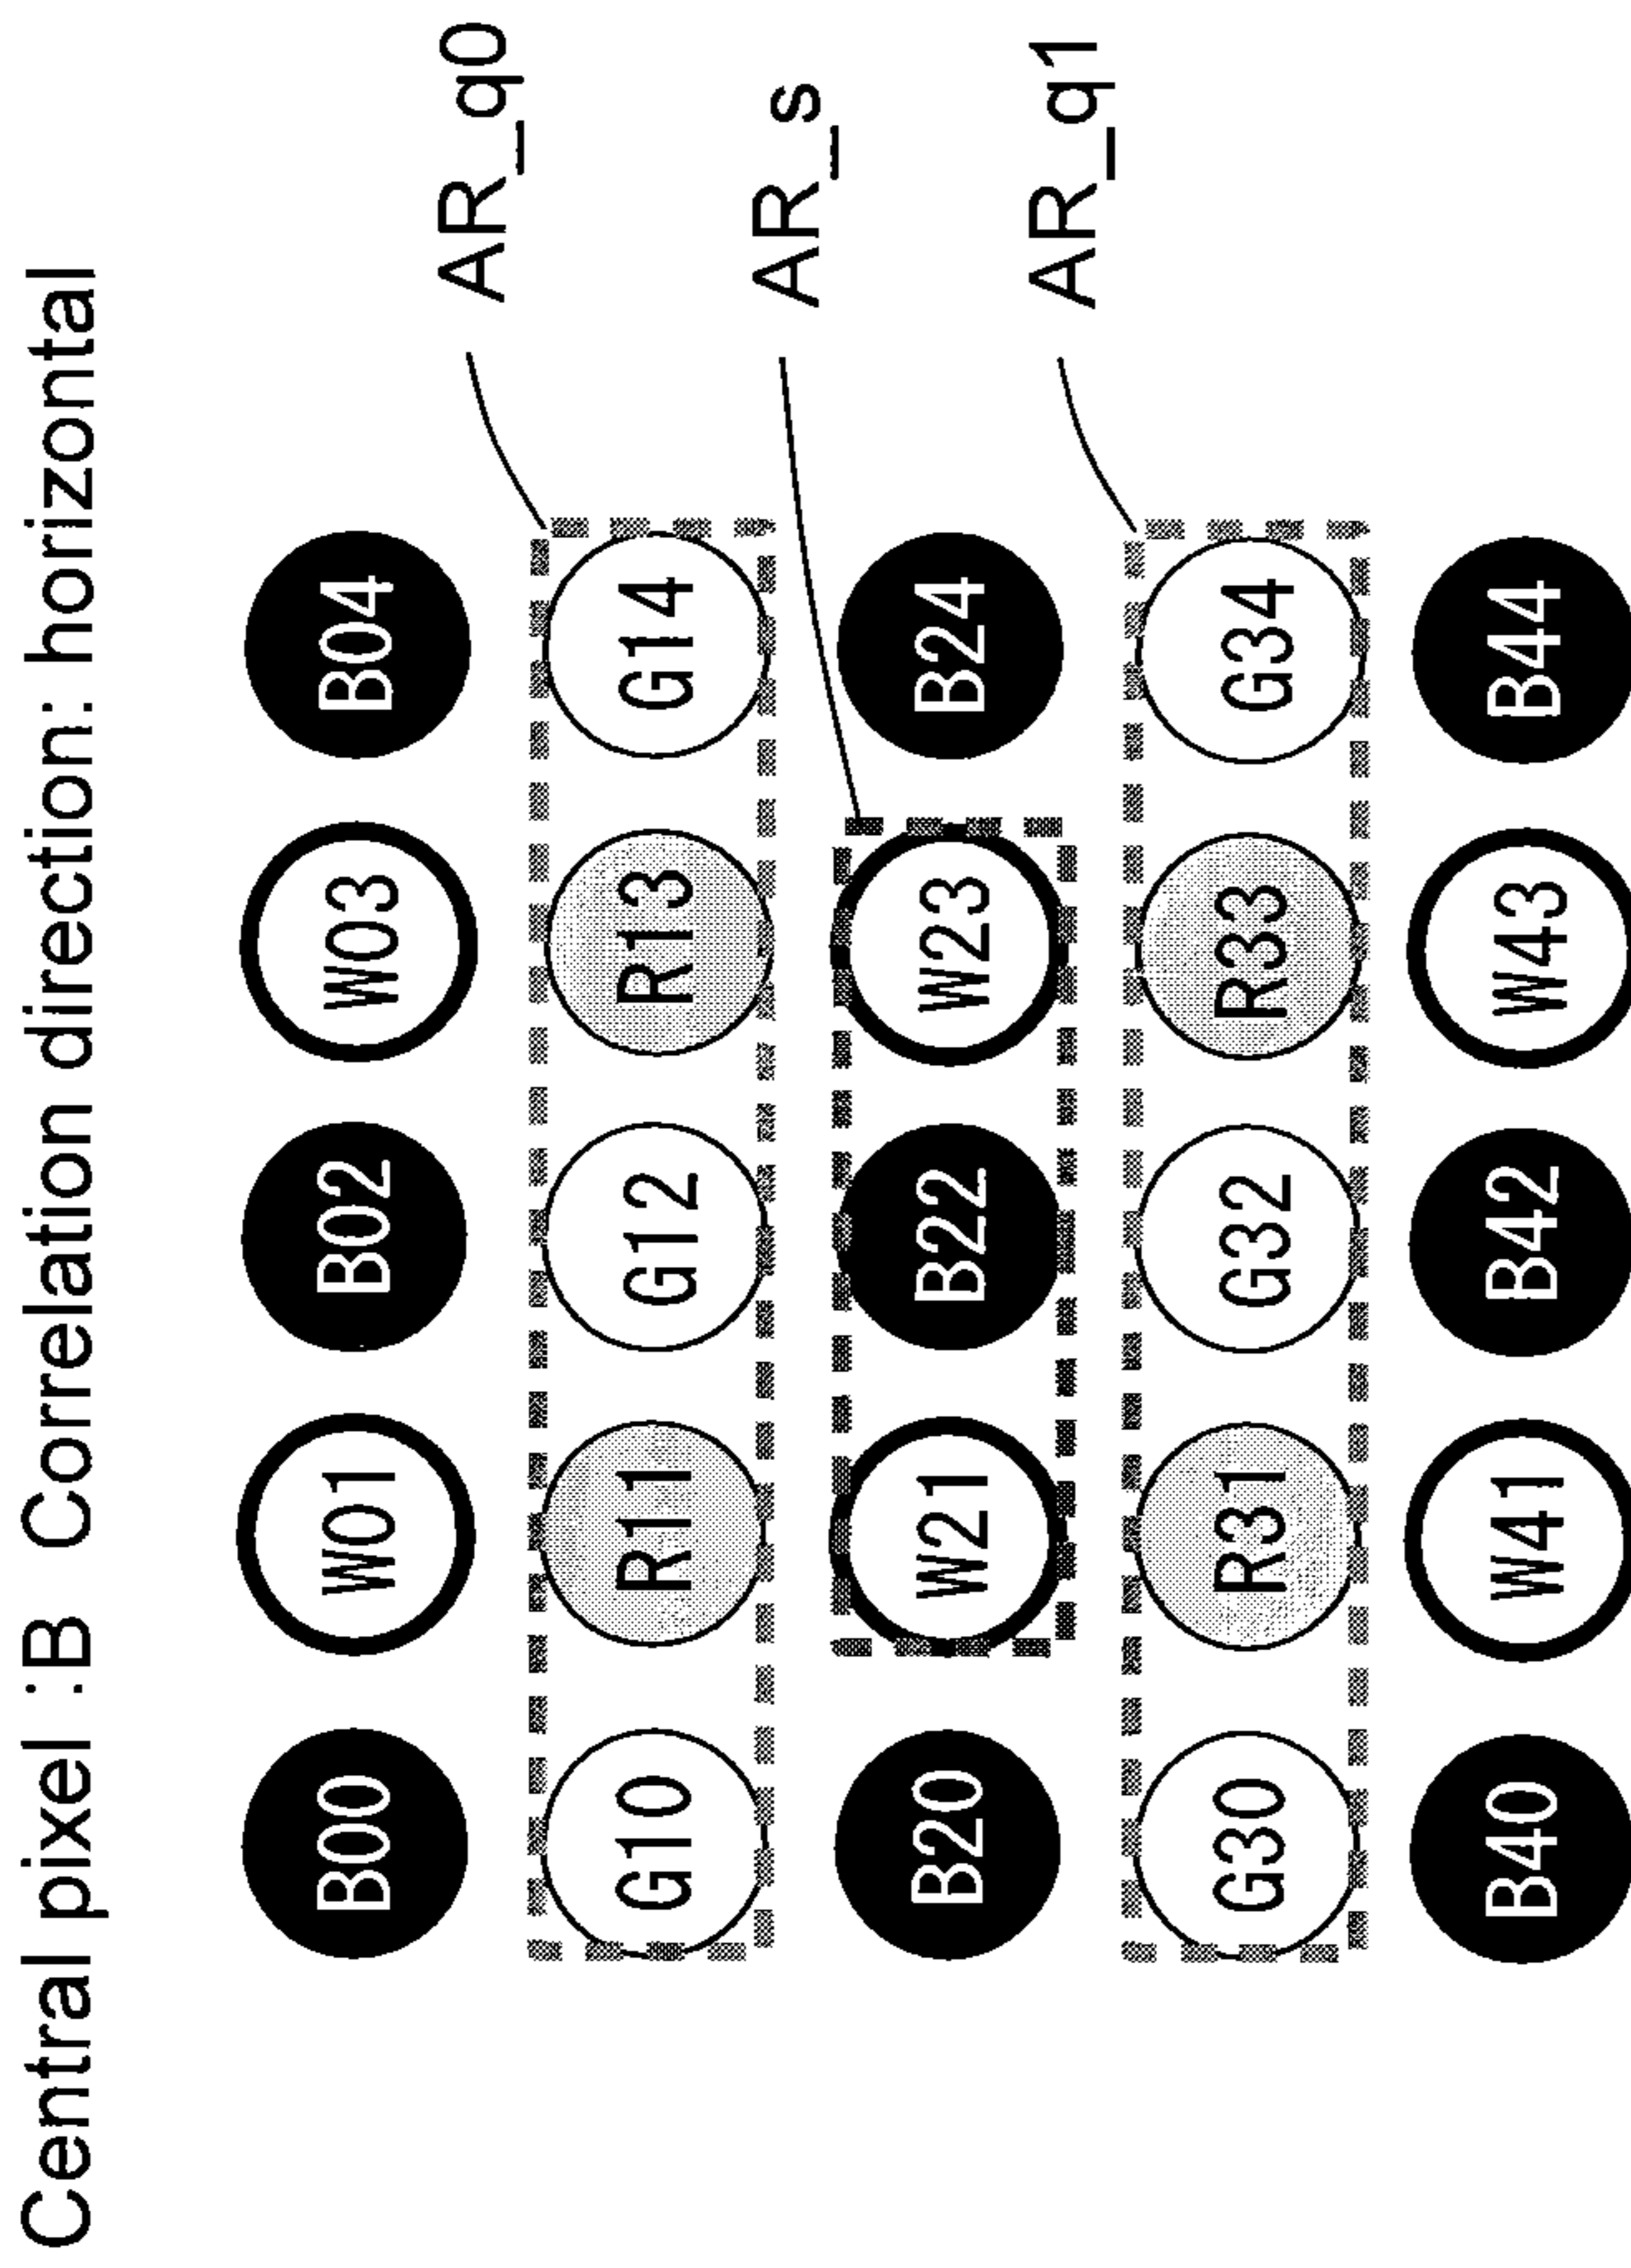 Central pixel :B  Correlation direction: horizontal
B00 W01 B02 W03 B04
G10 R11 G12 R13 G14 AR_q0
B20 W21 B22 W23 B24 AR_s
G30 R31 G32 R33 G34 AR_q1
B40 W41 B42 W43 B44